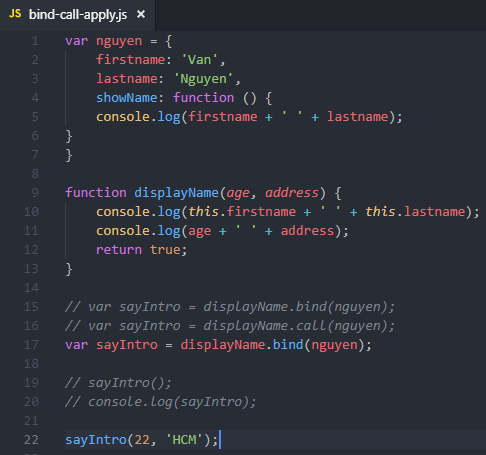 JS bind-call-apply.js ×
1 var nguyen = {
2     firstname: 'Van',
3     lastname: 'Nguyen',
4     showName: function () {
5     console.log(firstname + ' ' + lastname);
6 }
7 }
8
9 function displayName(age, address) {
10     console.log(this.firstname + ' ' + this.lastname);
11     console.log(age + ' ' + address);
12     return true;
13 }
14
15 // var sayIntro = displayName.bind(nguyen);
16 // var sayIntro = displayName.call(nguyen);
17 var sayIntro = displayName.bind(nguyen);
18
19 // sayIntro();
20 // console.log(sayIntro);
21
22 sayIntro(22, 'HCM');